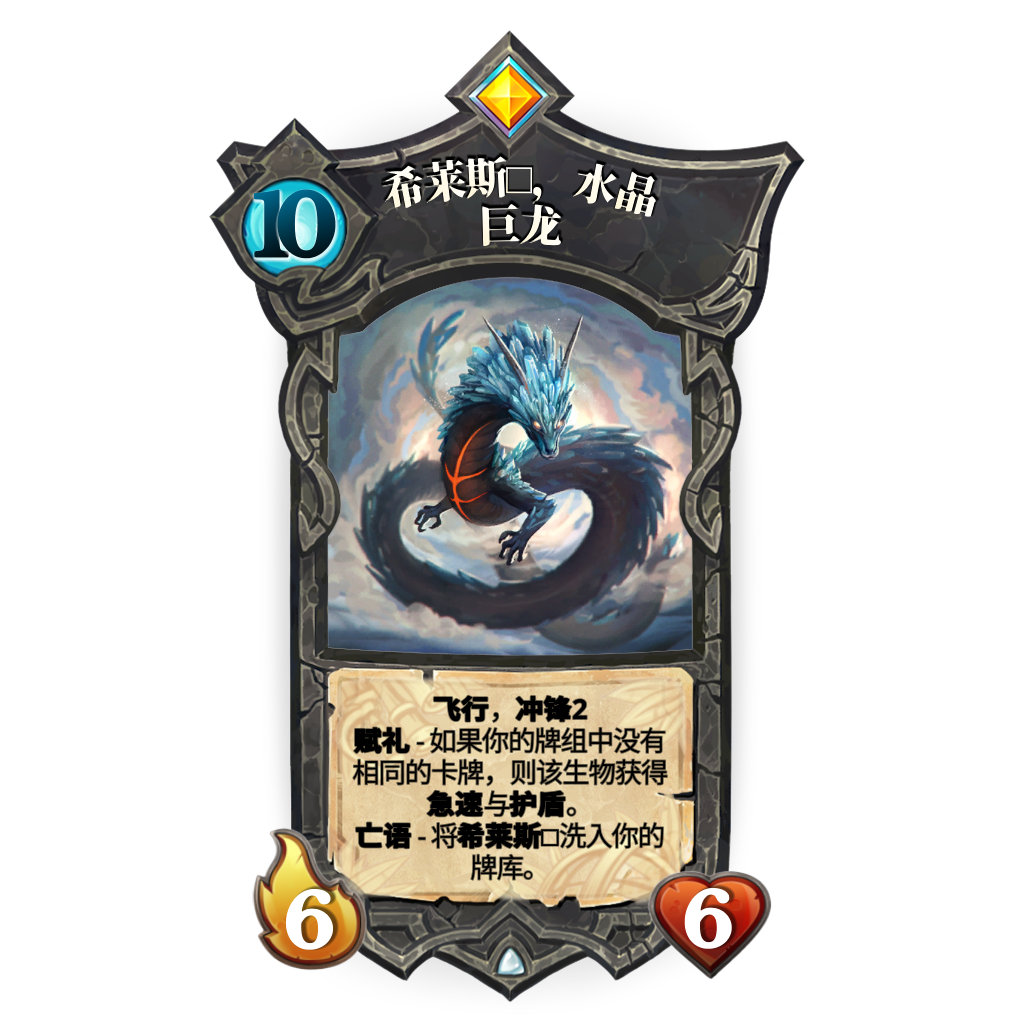 10
希莱斯□，水晶
巨龙
飞行，冲锋2
赋礼 - 如果你的牌组中没有
相同的卡牌，则该生物获得
急速与护盾。
亡语 - 将希莱斯□洗入你的
牌库。
6
6